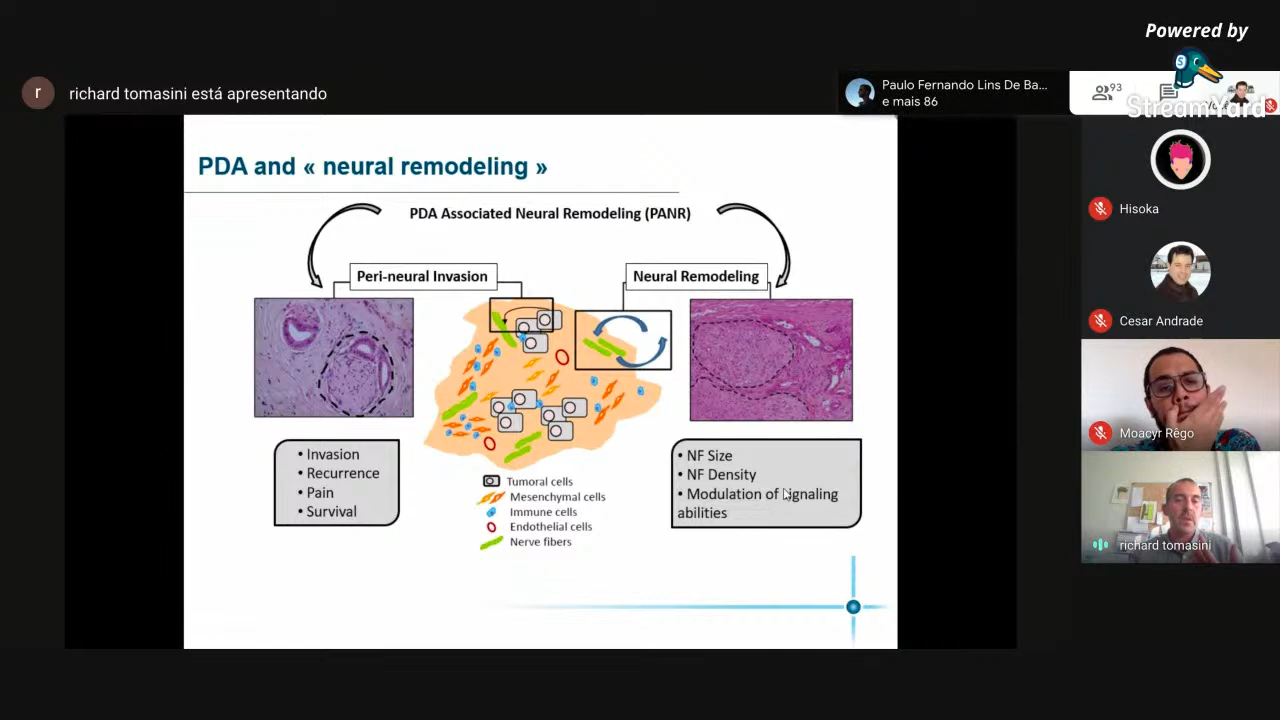 Powered by
StreamYard
r
richard tomasini está apresentando
Paulo Fernando Lins De Ba...
e mais 86
93
PDA and « neural remodeling »
PDA Associated Neural Remodeling (PANR)
Peri-neural Invasion
Neural Remodeling
• Invasion
• Recurrence
• Pain
• Survival
• NF Size
• NF Density
• Modulation of signaling
abilities
Tumoral cells
Mesenchymal cells
Immune cells
Endothelial cells
Nerve fibers
Hisoka
Cesar Andrade
Moacyr Rêgo
richard tomasini